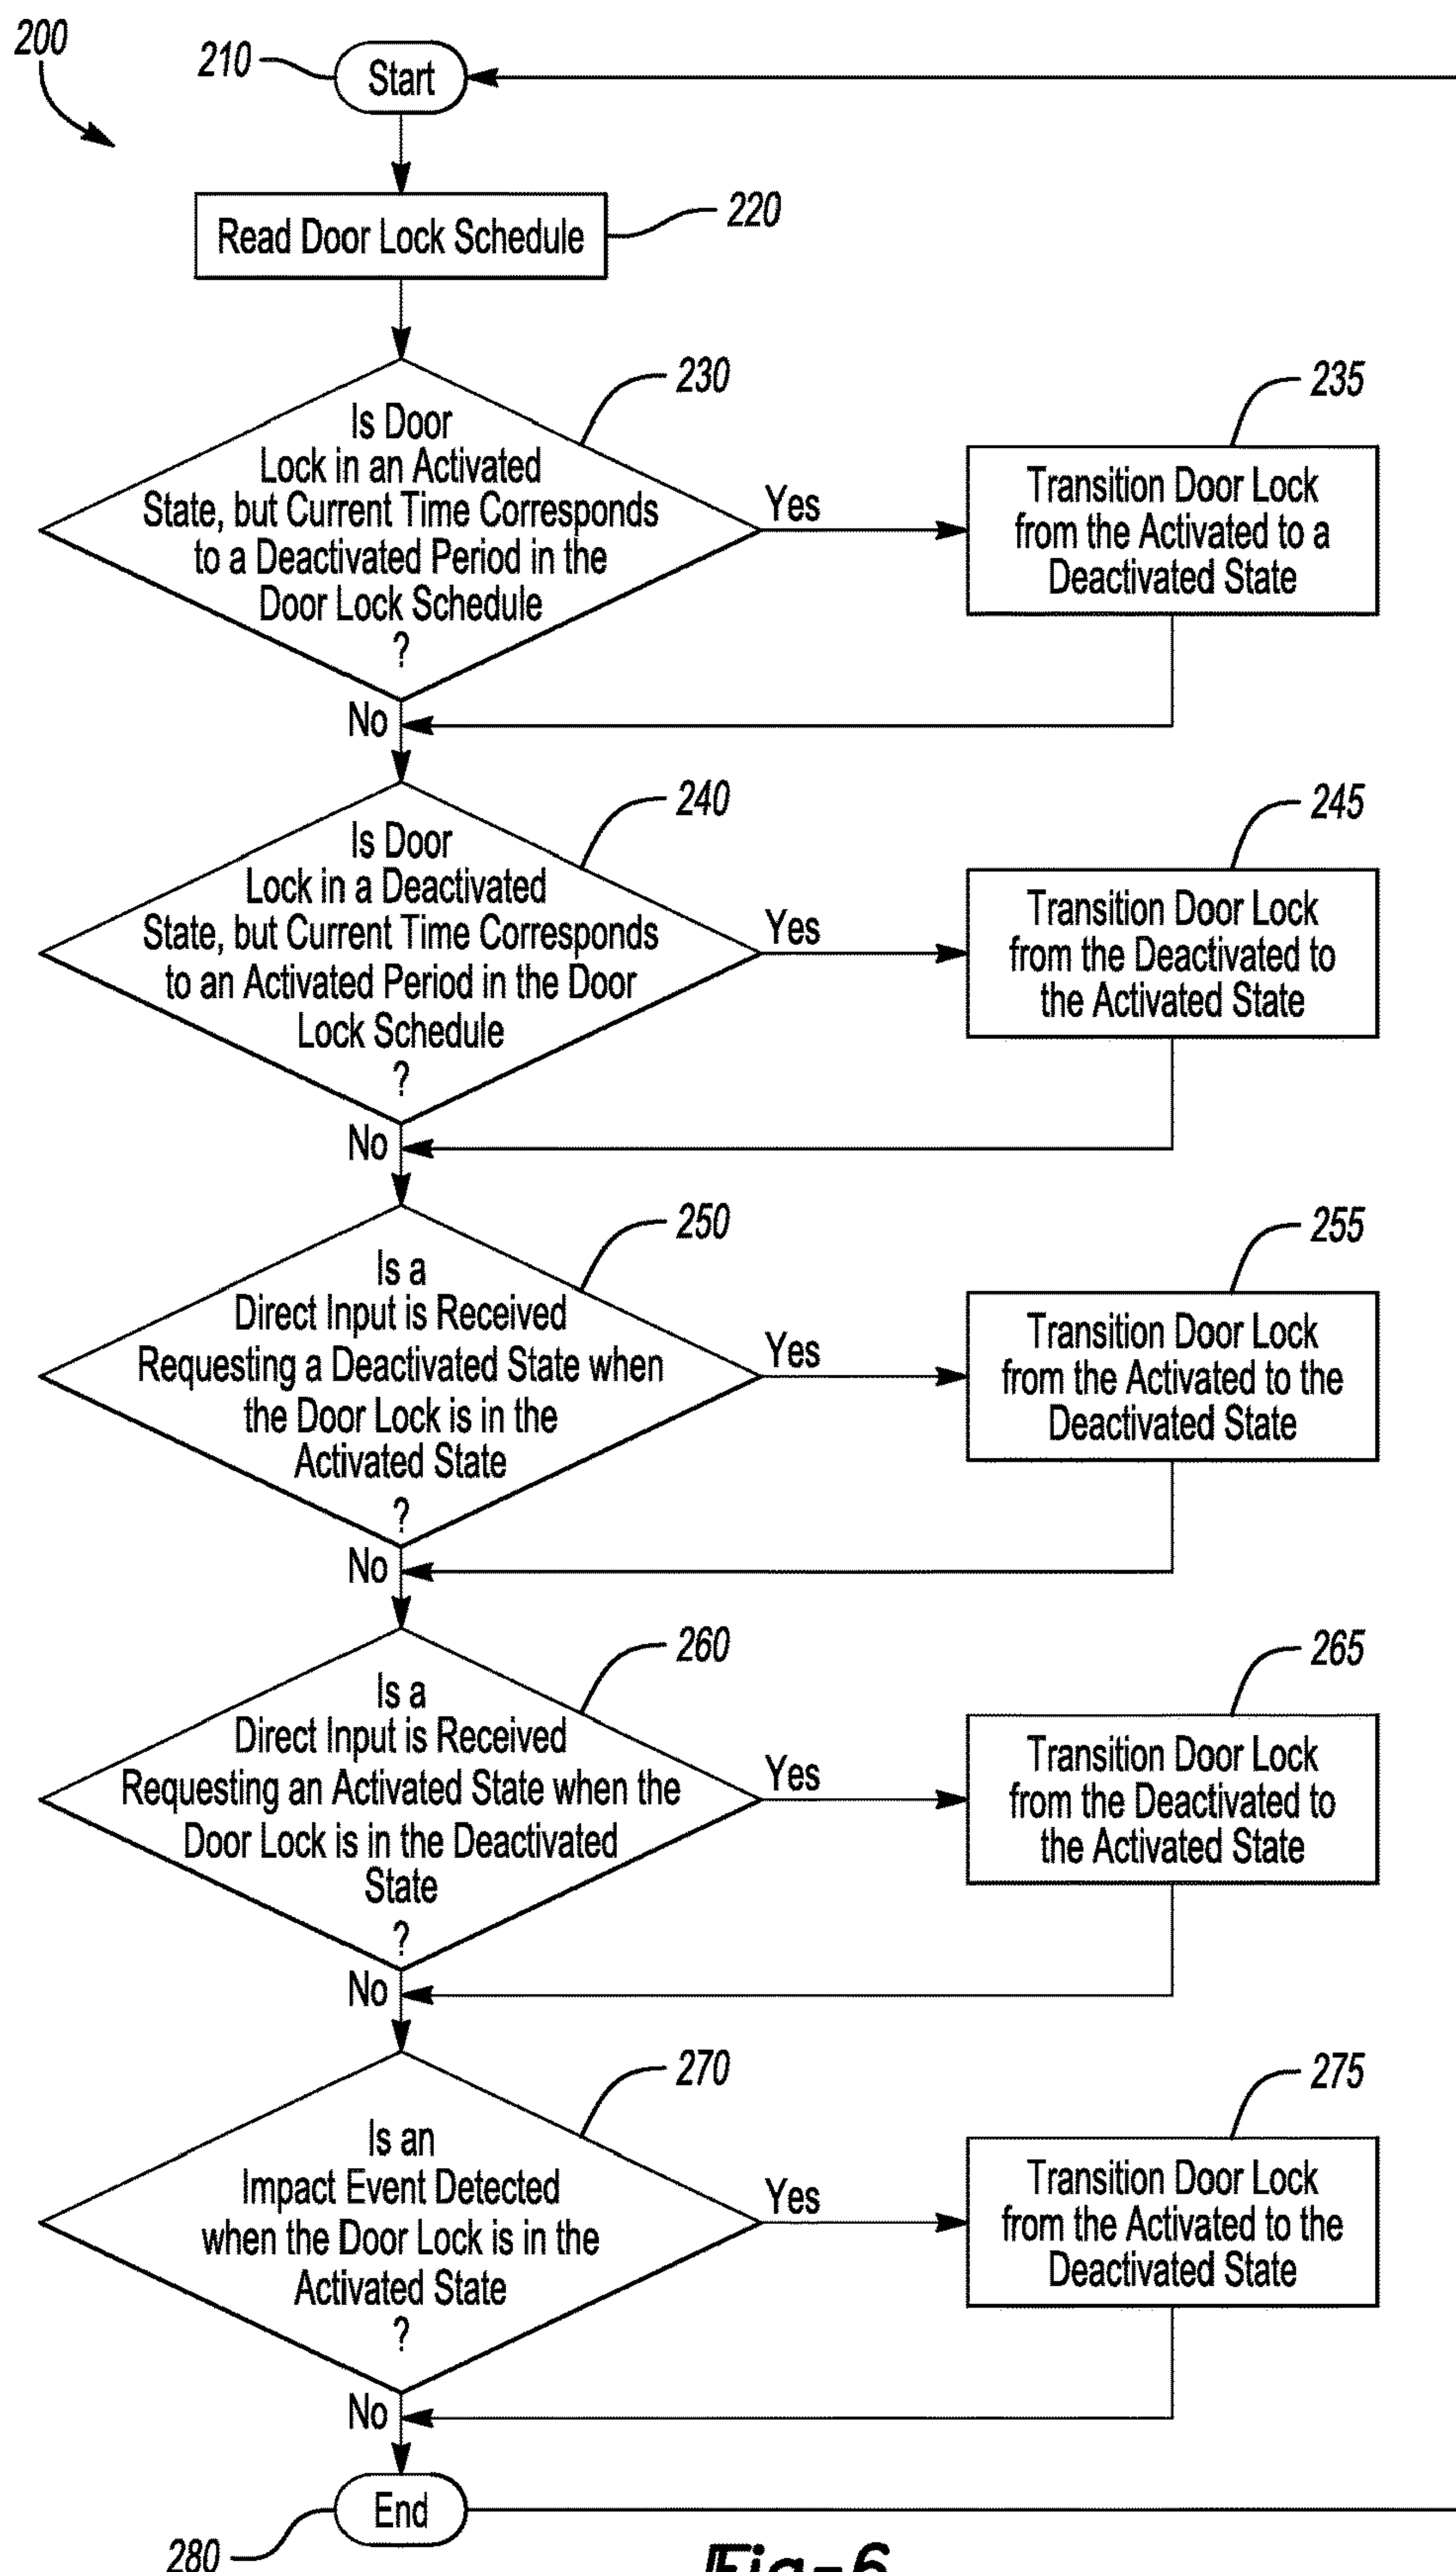 200
210
Start
Read Door Lock Schedule
220
230
Is Door
Lock in an Activated
State, but Current Time Corresponds
to a Deactivated Period in the
Door Lock Schedule
?
Yes
235
Transition Door Lock
from the Activated to a
Deactivated State
No
240
Is Door
Lock in a Deactivated
State, but Current Time Corresponds
to an Activated Period in the Door
Lock Schedule
?
Yes
245
Transition Door Lock
from the Deactivated to
the Activated State
No
250
Is a
Direct Input is Received
Requesting a Deactivated State when
the Door Lock is in the
Activated State
?
Yes
255
Transition Door Lock
from the Activated to the
Deactivated State
No
260
Is a
Direct Input is Received
Requesting an Activated State when the
Door Lock is in the Deactivated
State
?
Yes
265
Transition Door Lock
from the Deactivated to
the Activated State
No
270
Is an
Impact Event Detected
when the Door Lock is in the
Activated State
?
Yes
275
Transition Door Lock
from the Activated to the
Deactivated State
No
End
280
Fig-6